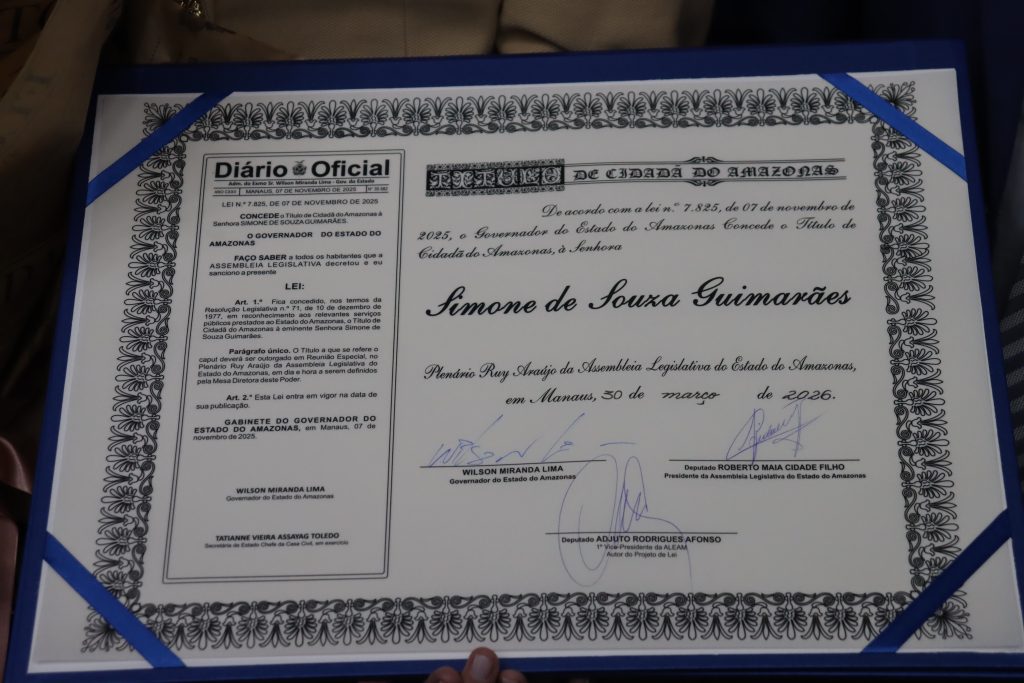 Diário Oficial
Adm. do Exmo Sr. Wilson Miranda Lima - Gov. do Estado
MANAUS, 07 DE NOVEMBRO DE 2025
LEI N.º 7.825, DE 07 DE NOVEMBRO DE 2025
CONCEDE o Título de Cidadã do Amazonas à
Senhora SIMONE DE SOUZA GUIMARÃES.
O GOVERNADOR DO ESTADO DO
AMAZONAS
FAÇO SABER a todos os habitantes que a
ASSEMBLEIA LEGISLATIVA decretou e eu
sanciono a presente
LEI:
Art. 1.º Fica concedido, nos termos da
Resolução Legislativa n.º 71, de 10 de dezembro de
1977, em reconhecimento aos relevantes serviços
públicos prestados ao Estado do Amazonas, o Título de
Cidadã do Amazonas à eminente Senhora Simone de
Souza Guimarães.
Parágrafo único. O Título a que se refere o
caput deverá ser outorgado em Reunião Especial, no
Plenário Ruy Araújo da Assembleia Legislativa do
Estado do Amazonas, em dia e hora a serem definidos
pela Mesa Diretora deste Poder.
Art. 2.º Esta Lei entra em vigor na data de
sua publicação.
GABINETE DO GOVERNADOR DO
ESTADO DO AMAZONAS, em Manaus, 07 de
novembro de 2025.
WILSON MIRANDA LIMA
Governador do Estado do Amazonas
TATIANNE VIEIRA ASSAYAG TOLEDO
Secretária de Estado Chefe da Casa Civil, em exercício
TÍTULO DE CIDADÃ DO AMAZONAS
De acordo com a lei n.º 7.825, de 07 de novembro de
2025, o Governador do Estado do Amazonas Concede o Título de
Cidadã do Amazonas, à Senhora
Simone de Souza Guimarães
Plenário Ruy Araújo da Assembleia Legislativa do Estado do Amazonas,
em Manaus, 30 de março de 2026.
WILSON MIRANDA LIMA
Governador do Estado do Amazonas
Deputado ROBERTO MAIA CIDADE FILHO
Presidente da Assembleia Legislativa do Estado do Amazonas
Deputado ADJUTO RODRIGUES AFONSO
1º Vice-Presidente da ALEAM
Autor do Projeto de Lei